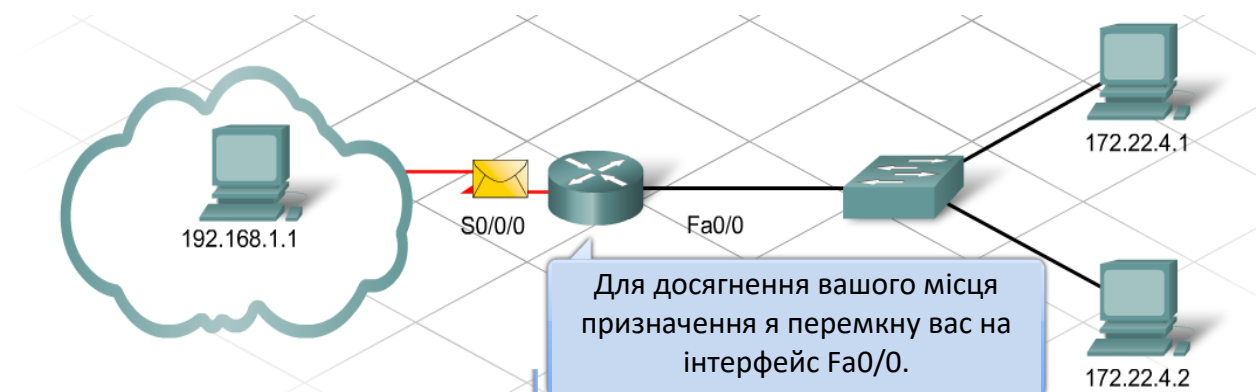 172.22.4.1
192.168.1.1
S0/0/0
Fa0/0
Для досягнення вашого місця
призначення я перемкну вас на
інтерфейс Fa0/0.
172.22.4.2